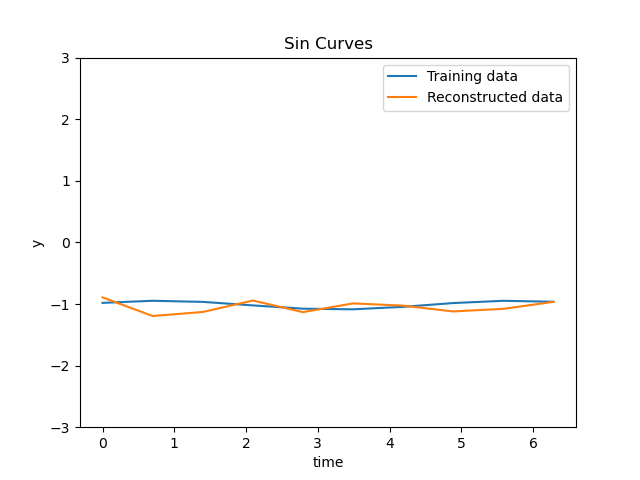 Sin Curves
Training data
Reconstructed data
3
2
1
0
−1
−2
−3
y
0 1 2 3 4 5 6
time